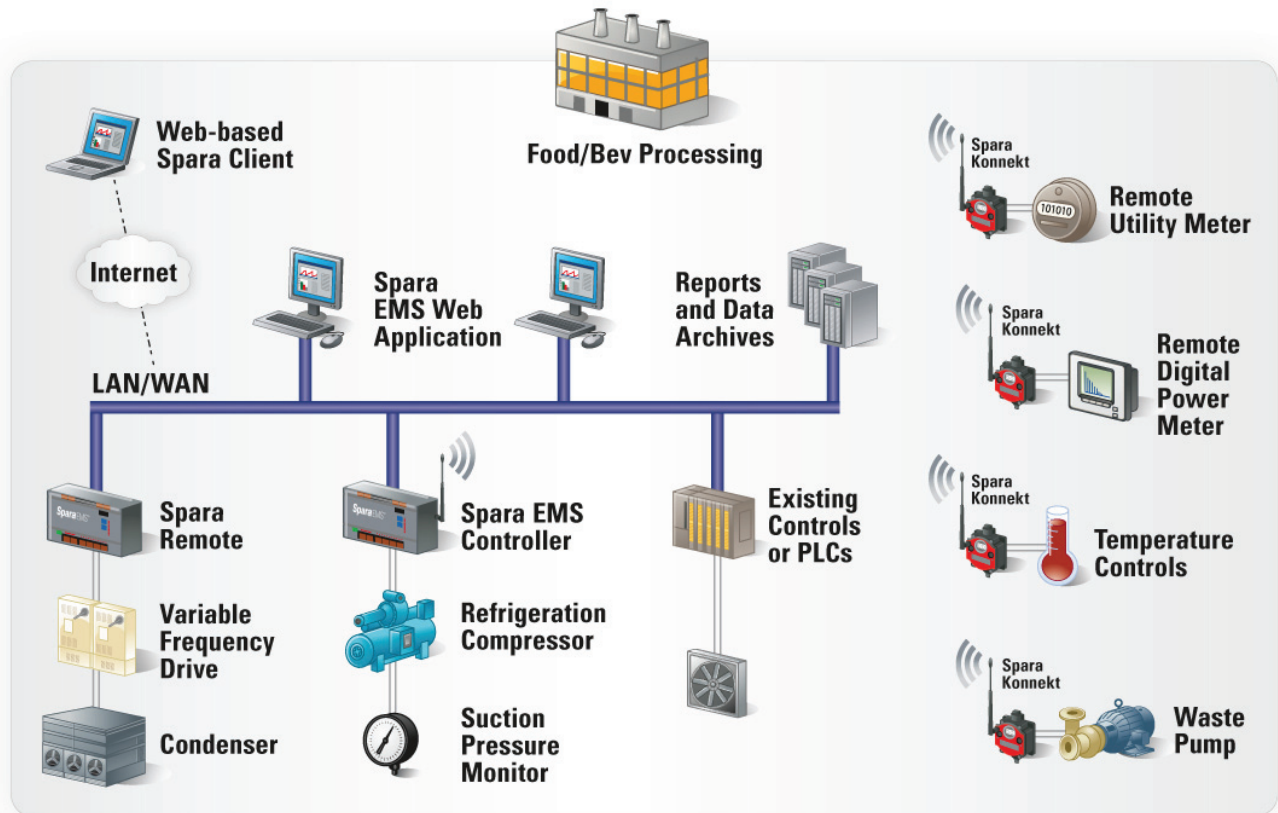 Food/Bev Processing
Web-based
Spara Client
Internet
LAN/WAN
Spara
EMS Web
Application
Reports
and Data
Archives
SparaEMS™
Spara
Remote
Variable
Frequency
Drive
Condenser
SparaEMS™
Spara EMS
Controller
Refrigeration
Compressor
Suction
Pressure
Monitor
Existing
Controls
or PLCs
Spara
Konnekt
101010
Remote
Utility Meter
Spara
Konnekt
Remote
Digital
Power
Meter
Spara
Konnekt
Temperature
Controls
Spara
Konnekt
Waste
Pump